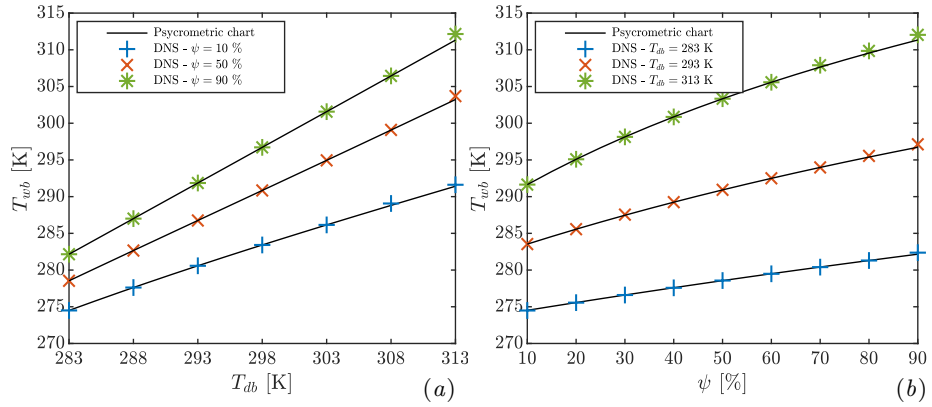 Psycrometric chart
DNS - ψ = 10 %
DNS - ψ = 50 %
DNS - ψ = 90 %
315
310
305
300
295
290
285
280
275
270
T_wb [K]
283 288 293 298 303 308 313
T_db [K]
(a)
Psycrometric chart
DNS - T_db = 283 K
DNS - T_db = 293 K
DNS - T_db = 313 K
315
310
305
300
295
290
285
280
275
270
T_wb [K]
10 20 30 40 50 60 70 80 90
ψ [%]
(b)